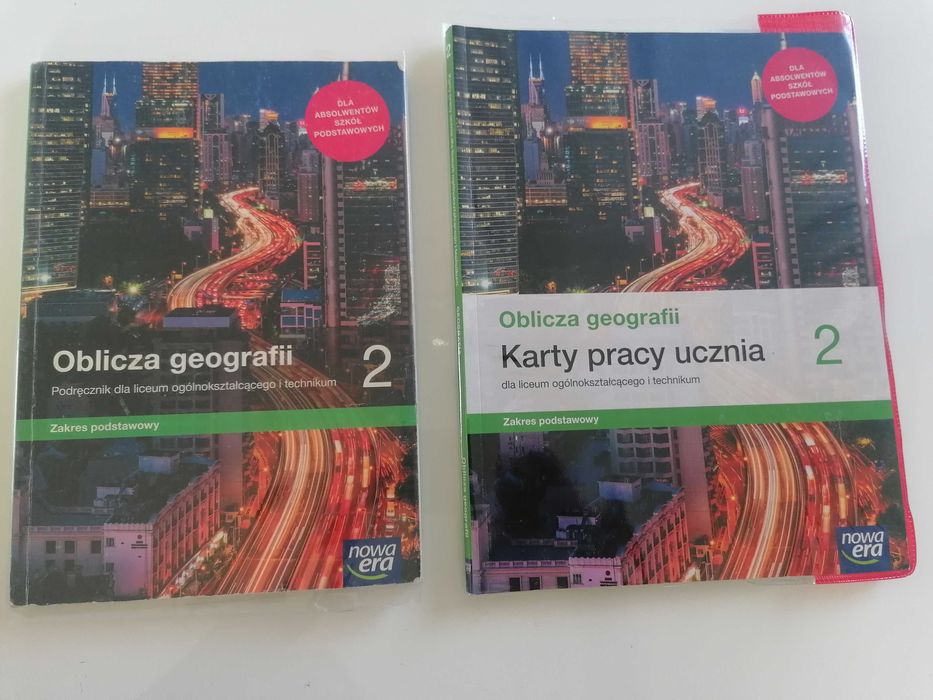 DLA
ABSOLWENTÓW
SZKÓŁ
PODSTAWOWYCH
Oblicza geografii 2
Podręcznik dla liceum ogólnokształcącego i technikum
Zakres podstawowy
nowa
era
2
DLA
ABSOLWENTÓW
SZKÓŁ
PODSTAWOWYCH
Oblicza geografii
Karty pracy ucznia 2
dla liceum ogólnokształcącego i technikum
Zakres podstawowy
nowa
era